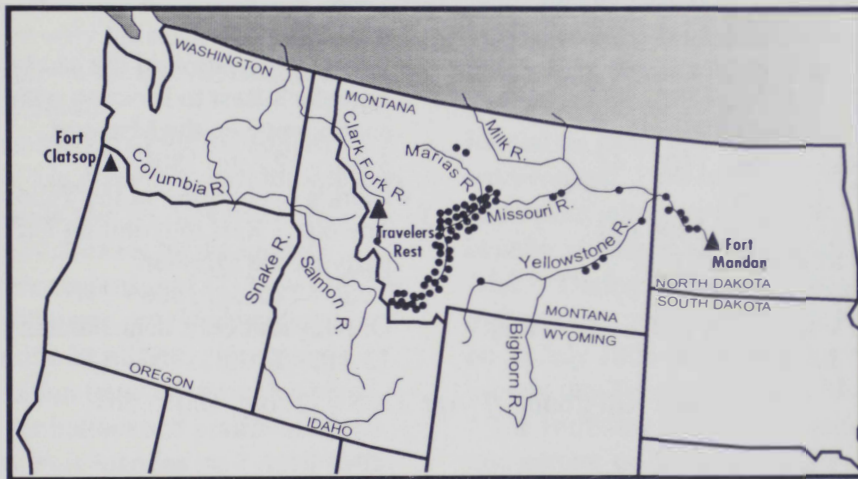 WASHINGTON
MONTANA
Fort
Clatsop
Columbia R.
Clark Fork R.
Marias R.
Milk R.
Missouri R.
Travelers
Rest
Yellowstone R.
Fort
Mandan
Snake R.
Salmon R.
NORTH DAKOTA
SOUTH DAKOTA
MONTANA
WYOMING
Bighorn R.
OREGON
IDAHO